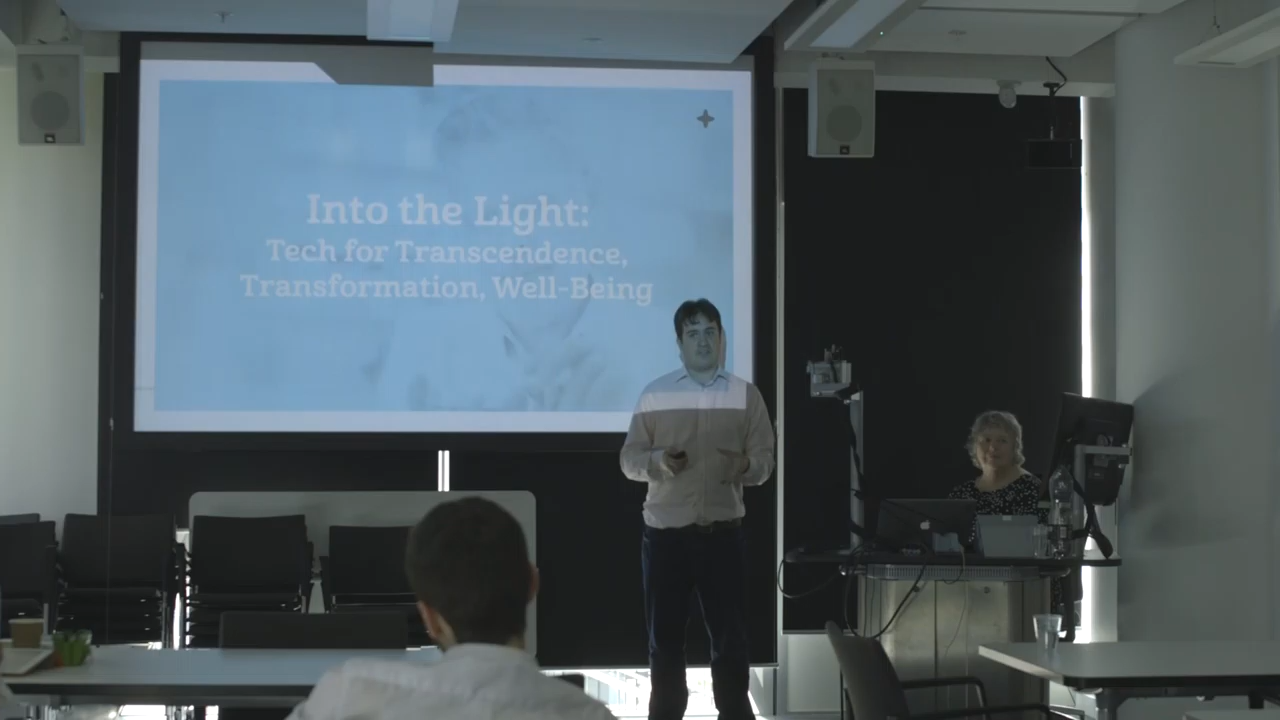 Into the Light:
Tech for Transcendence,
Transformation, Well-Being